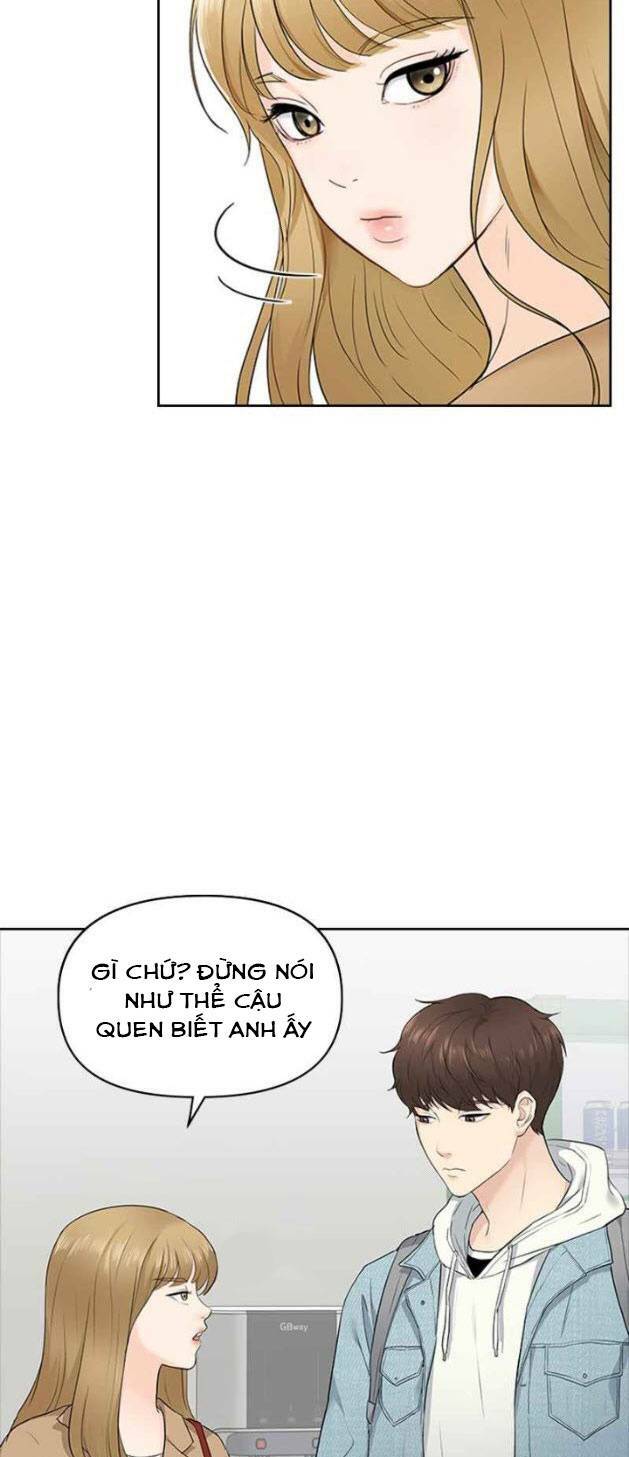 GÌ CHỨ? ĐỪNG NÓI
NHƯ THỂ CẬU
QUEN BIẾT ANH ẤY
GBway